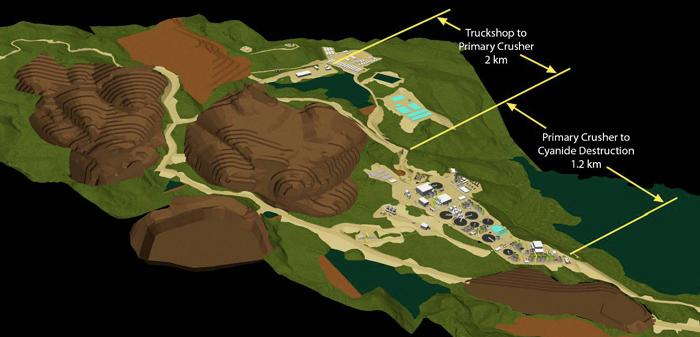 Truckshop to
Primary Crusher
2 km
Primary Crusher to
Cyanide Destruction
1.2 km